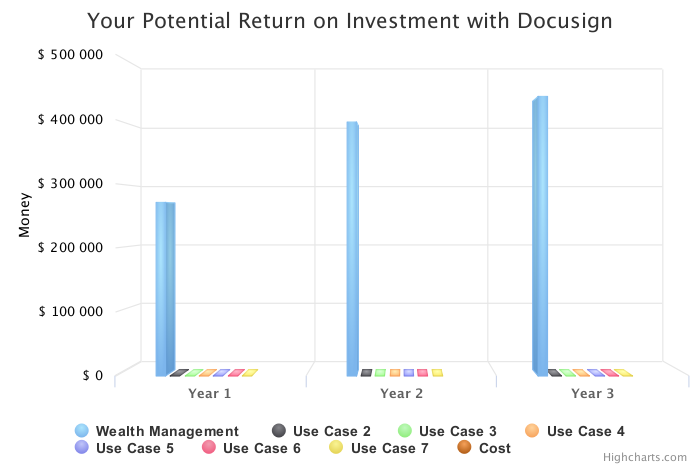 Your Potential Return on Investment with Docusign
$ 500 000
$ 400 000
$ 300 000
$ 200 000
$ 100 000
$ 0
Money
Year 1
Year 2
Year 3
Wealth Management Use Case 2 Use Case 3 Use Case 4
Use Case 5 Use Case 6 Use Case 7 Cost
Highcharts.com